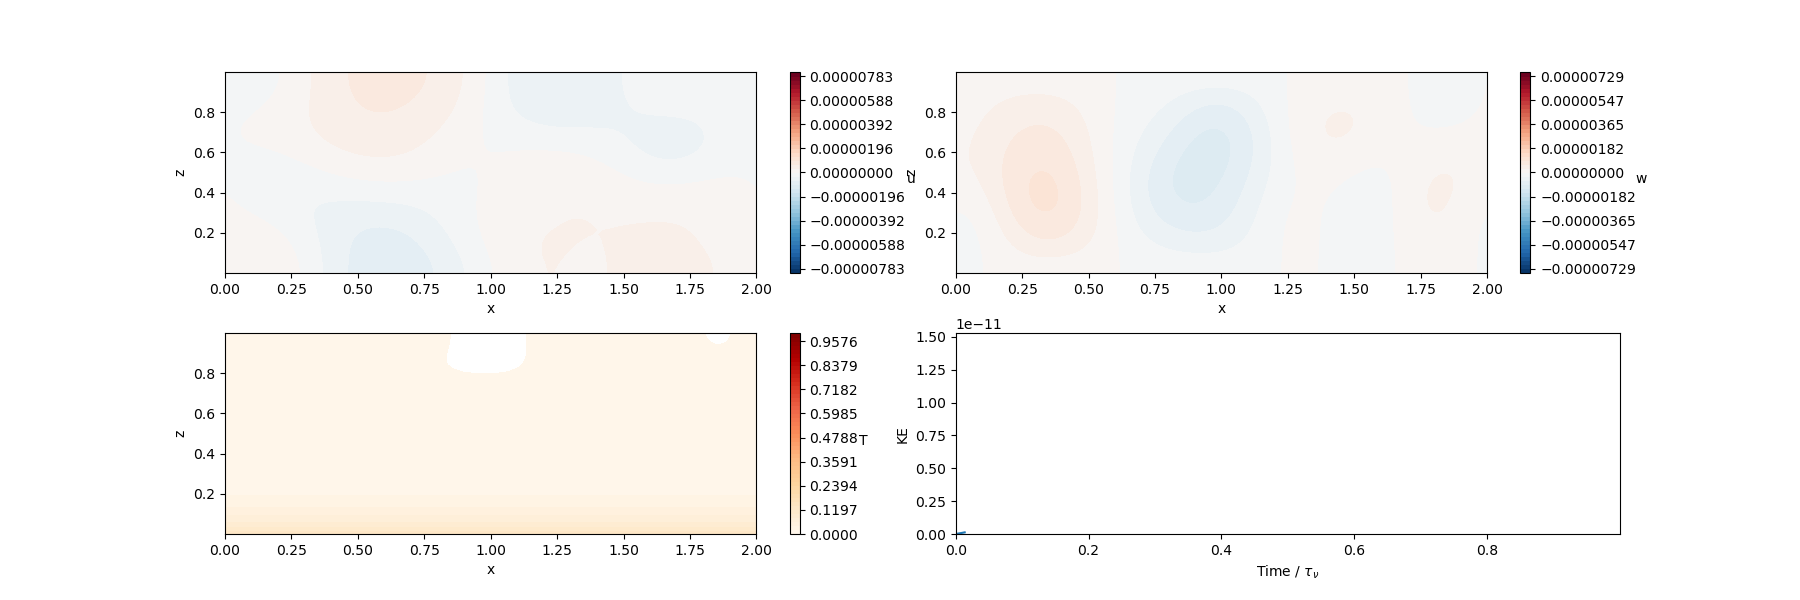 0.8
0.6
0.4
0.2
z
0.00 0.25 0.50 0.75 1.00 1.25 1.50 1.75 2.00
x
0.00000783
0.00000588
0.00000392
0.00000196
0.00000000
−0.00000196
−0.00000392
−0.00000588
−0.00000783
u
z
0.8
0.6
0.4
0.2
0.00 0.25 0.50 0.75 1.00 1.25 1.50 1.75 2.00
x
0.00000729
0.00000547
0.00000365
0.00000182
0.00000000
−0.00000182
−0.00000365
−0.00000547
−0.00000729
w
0.8
0.6
0.4
0.2
z
0.00 0.25 0.50 0.75 1.00 1.25 1.50 1.75 2.00
x
0.9576
0.8379
0.7182
0.5985
0.4788
0.3591
0.2394
0.1197
0.0000
T
1e−11
1.50
1.25
1.00
0.75
0.50
0.25
0.00
KE
0.0 0.2 0.4 0.6 0.8
Time / τν